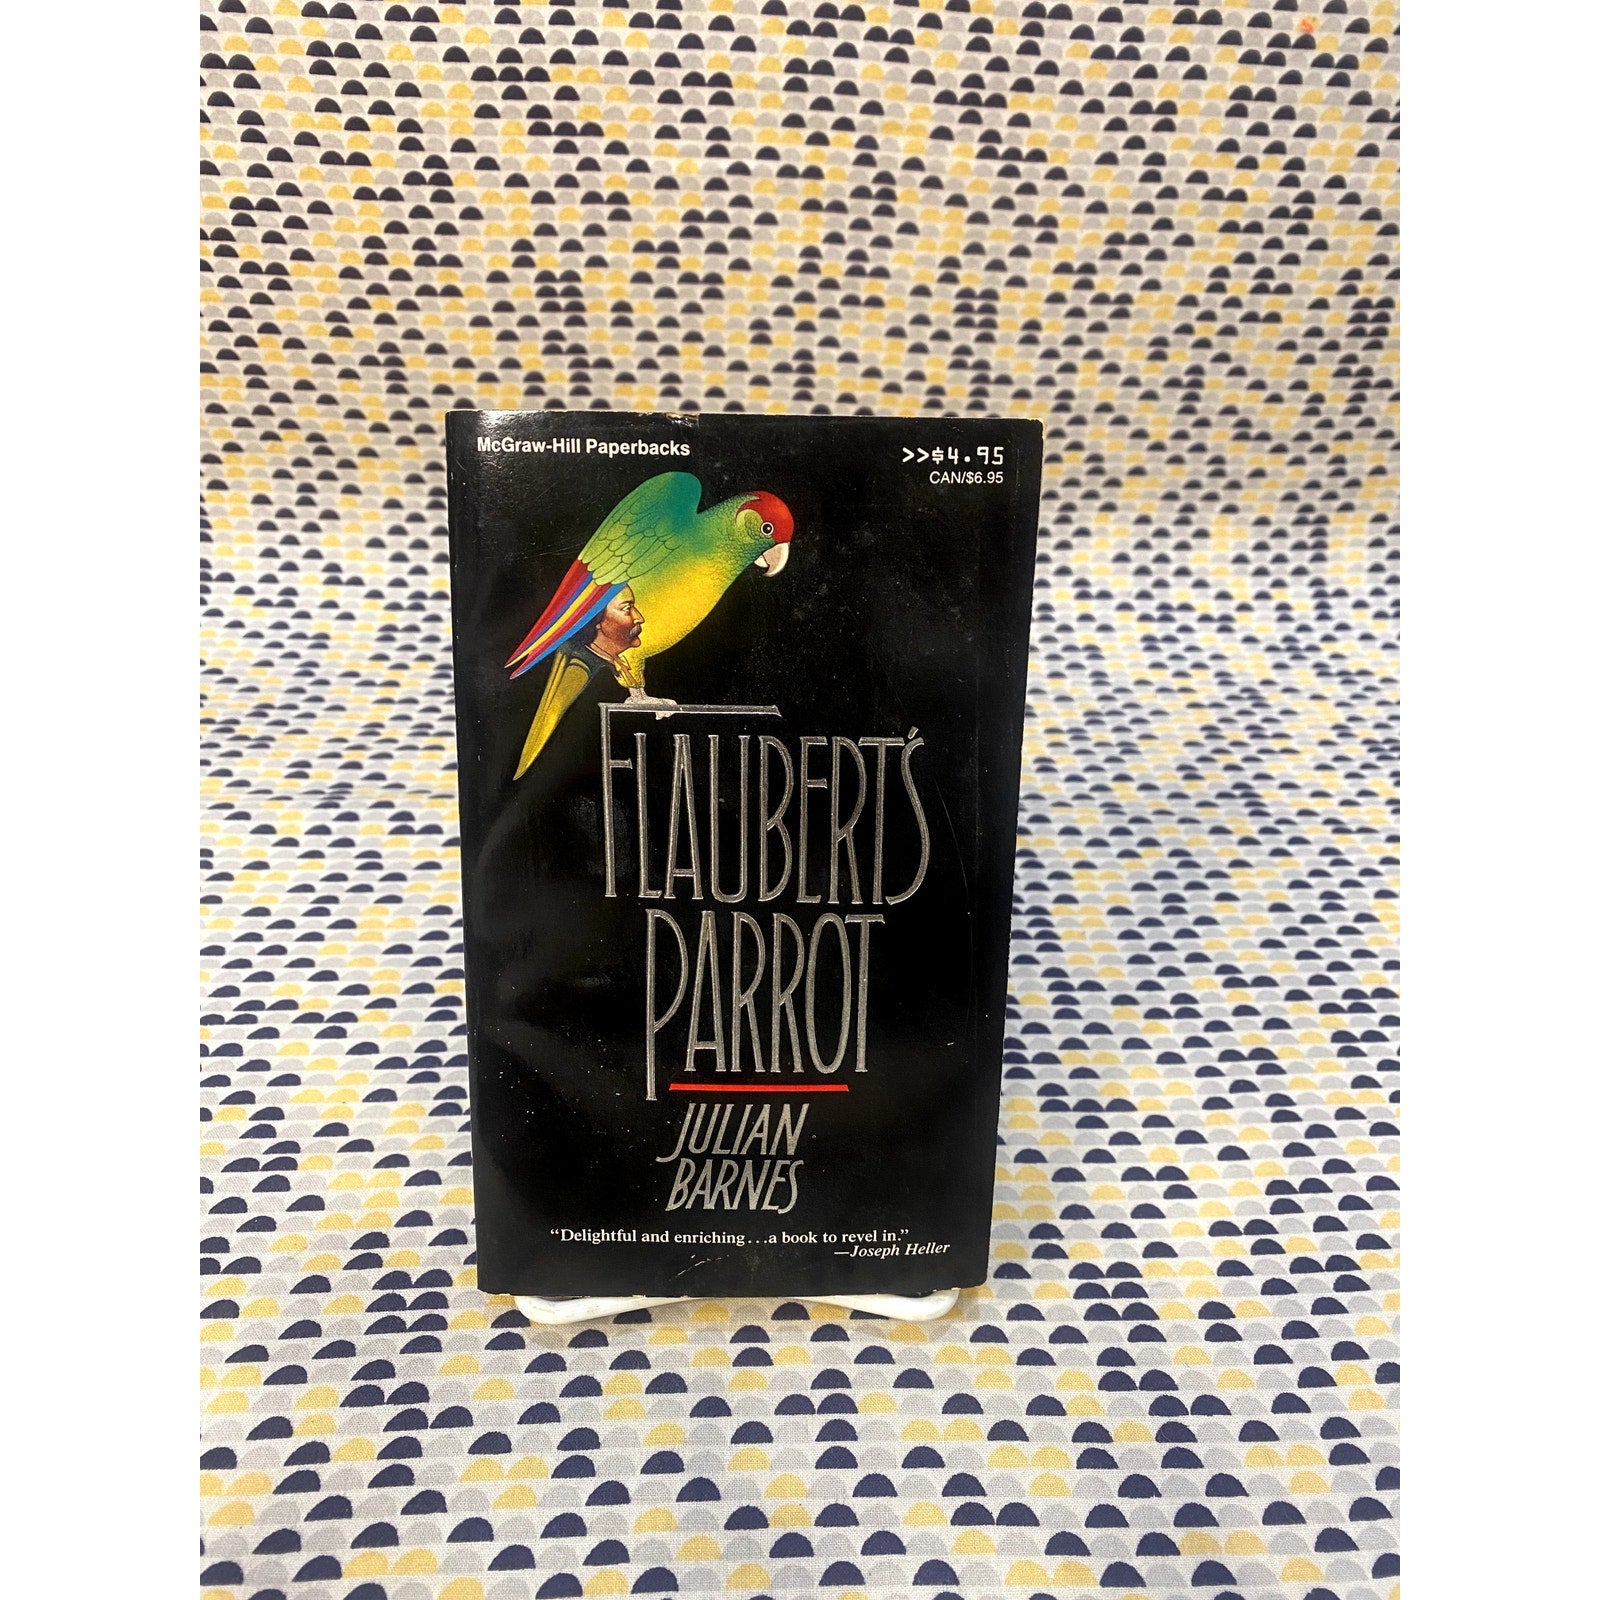 McGraw-Hill Paperbacks
>>$4.95
CAN/$6.95
FLAUBERT'S
PARROT
JULIAN
BARNES
“Delightful and enriching...a book to revel in.”
—Joseph Heller